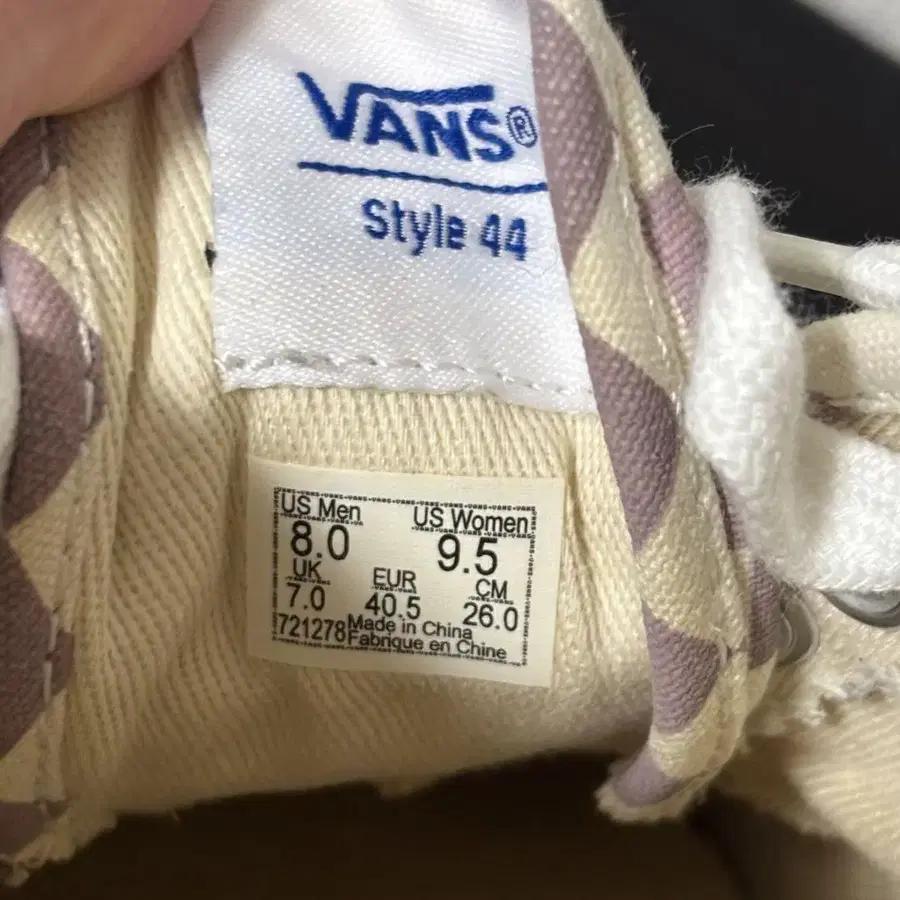 VANS®
Style 44
US Men US Women
8.0 9.5
UK EUR CM
7.0 40.5 26.0
721278 Made in China
Fabrique en Chine